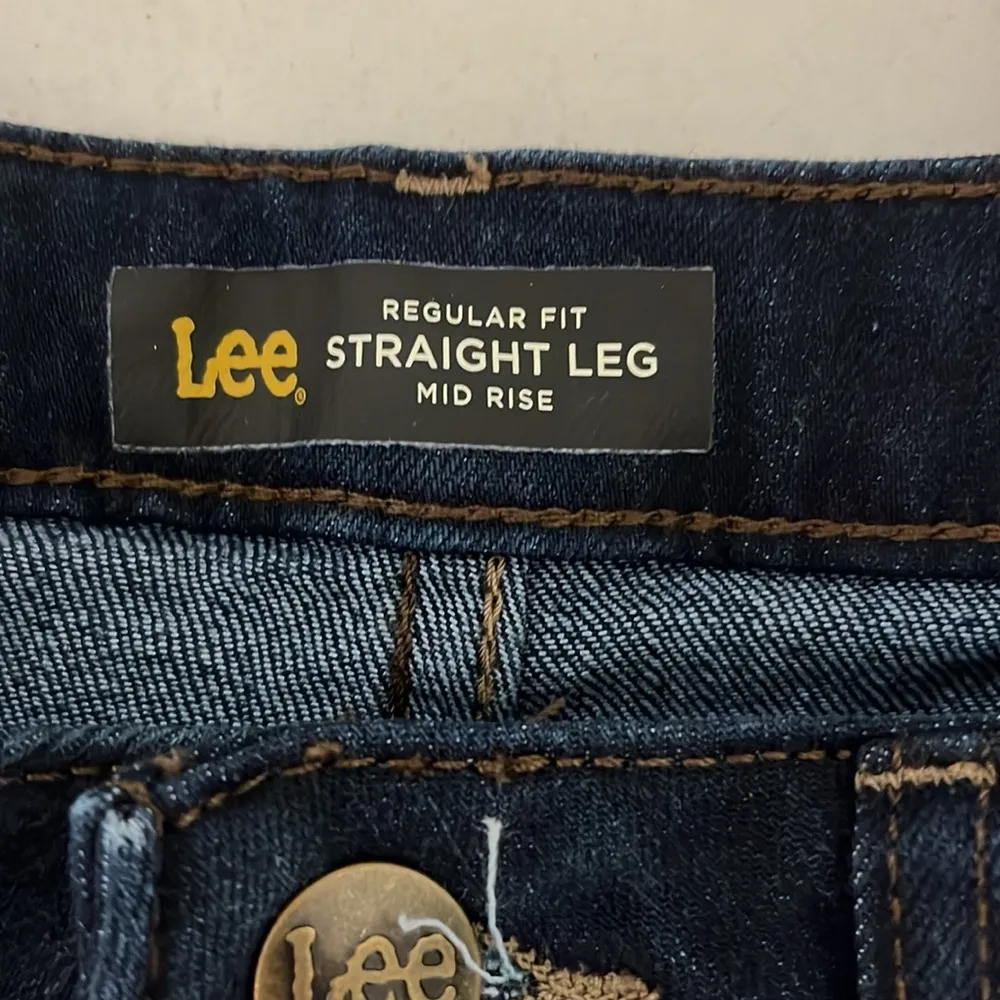 REGULAR FIT
Lee® STRAIGHT LEG
MID RISE
Lee